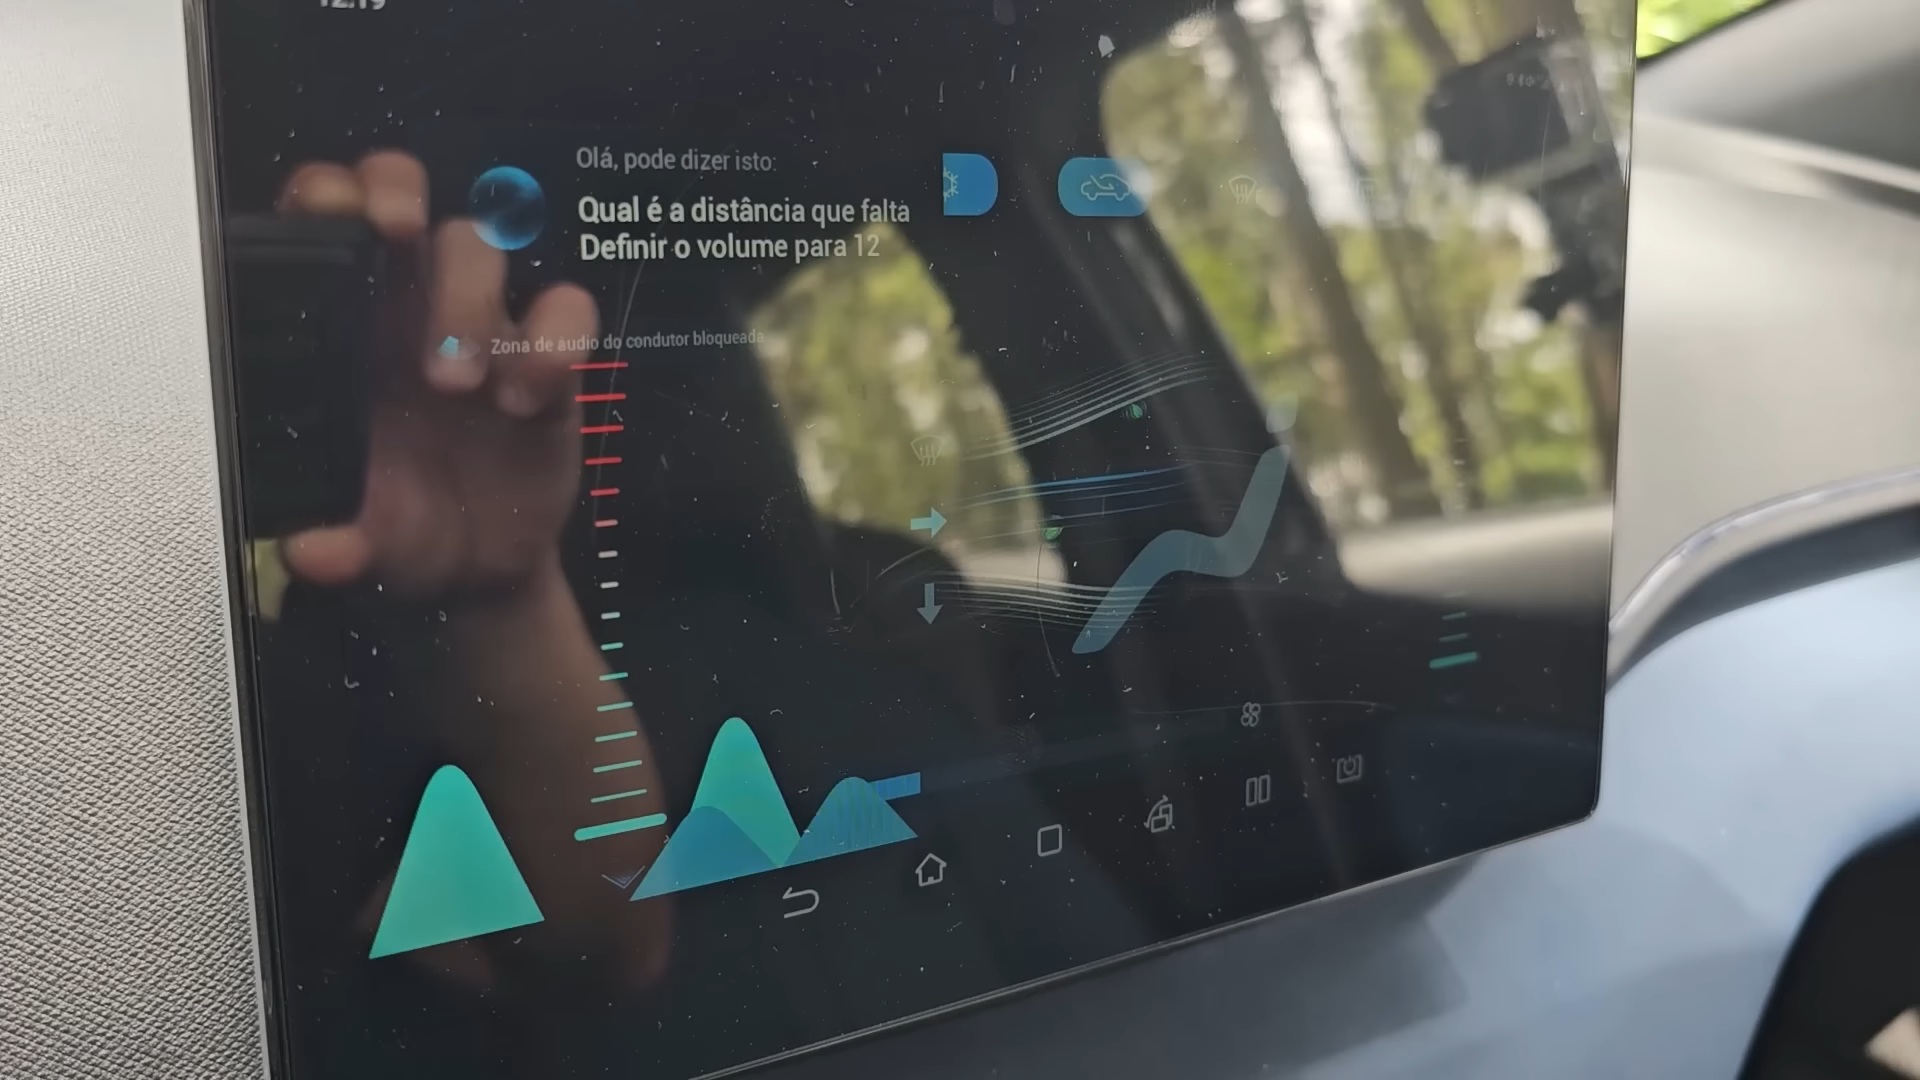 Olá, pode dizer isto:
Qual é a distância que falta
Definir o volume para 12
Zona de áudio do condutor bloqueada